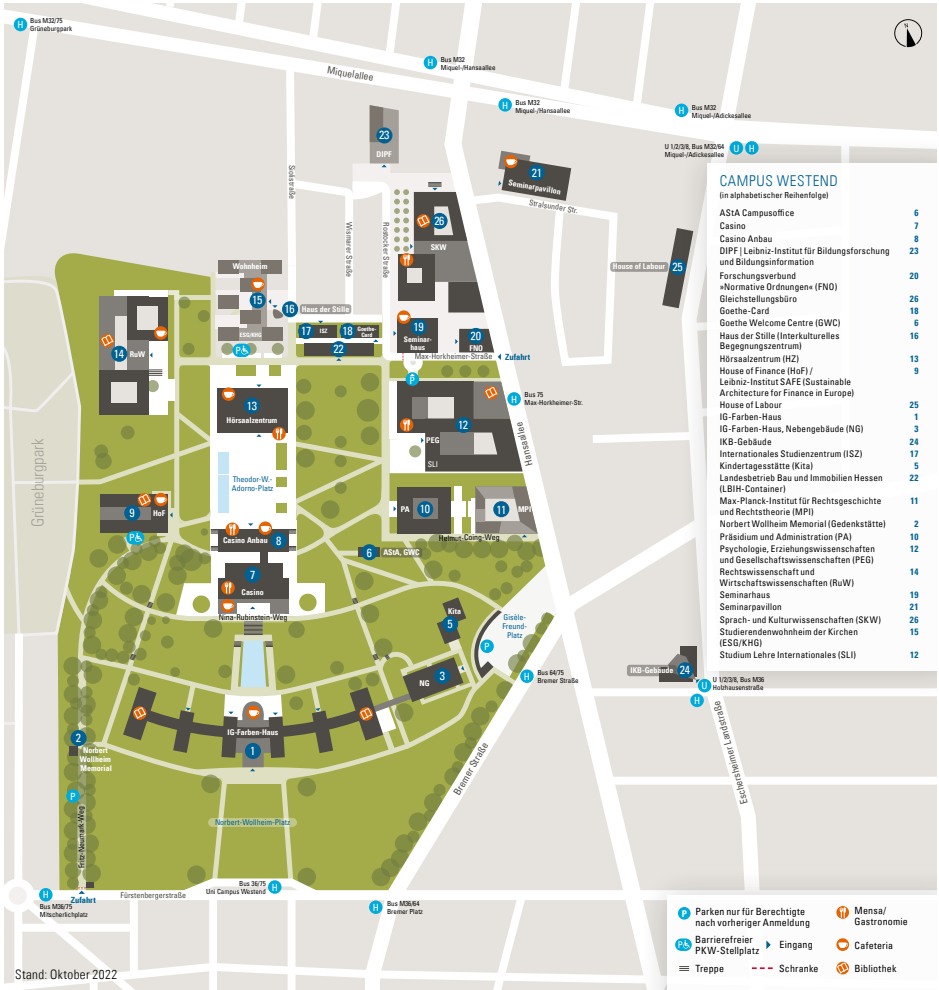 Bus M32/75
Grüneburgpark
Bus M32
Miquel-/Hansaallee
Miquelallee
Bus M32
Miquel-/Hansaallee
Bus M32
Miquel-/Adickesallee
U 1/2/3/8, Bus M32/64
Miquel-/Adickesallee
N
H
H
H
H
U
H
23
DIPF
21
Seminarpavillon
Stralsunder Str.
Siolistraße
Wismarer Straße
Rostocker Straße
26
SKW
House of Labour
25
Wohnheim
15
16
Haus der Stille
ESG/KHG
17
ISZ
18
Goethe-
Card
22
19
Seminar-
haus
20
FNO
Max-Horkheimer-Straße
Zufahrt
14
RuW
P
P
H
Bus 75
Max-Horkheimer-Str.
13
Hörsaalzentrum
12
PEG
SLI
Hansaallee
Grüneburgpark
Theodor-W.-
Adorno-Platz
9
HoF
P
PA
10
11
MPI
Helmut-Coing-Weg
Casino Anbau
8
6
AStA, GWC
7
Casino
Nina-Rubinstein-Weg
Kita
5
Gisèle-
Freund-
Platz
P
3
NG
H
Bus 64/75
Bremer Straße
IKB-Gebäude
24
U
H
U 1/2/3/8, Bus M36
Holzhausenstraße
Eschersheimer Landstraße
IG-Farben-Haus
1
2
Norbert
Wollheim
Memorial
P
Fritz-Neumark-Weg
Norbert-Wollheim-Platz
Bremer Straße
Zufahrt
Fürstenbergerstraße
Bus 36/75
Uni Campus Westend
H
H
Bus M36/75
Mitscherlichplatz
H
Bus M36/64
Bremer Platz
Stand: Oktober 2022
CAMPUS WESTEND
(in alphabetischer Reihenfolge)
AStA Campusoffice 6
Casino 7
Casino Anbau 8
DIPF | Leibniz-Institut für Bildungsforschung 23
und Bildungsinformation
Forschungsverbund 20
»Normative Ordnungen« (FNO)
Gleichstellungsbüro 26
Goethe-Card 18
Goethe Welcome Centre (GWC) 6
Haus der Stille (Interkulturelles 16
Begegnungszentrum)
Hörsaalzentrum (HZ) 13
House of Finance (HoF) / 9
Leibniz-Institut SAFE (Sustainable
Architecture for Finance in Europe)
House of Labour 25
IG-Farben-Haus 1
IG-Farben-Haus, Nebengebäude (NG) 3
IKB-Gebäude 24
Internationales Studienzentrum (ISZ) 17
Kindertagesstätte (Kita) 5
Landesbetrieb Bau und Immobilien Hessen 22
(LBIH-Container)
Max-Planck-Institut für Rechtsgeschichte 11
und Rechtstheorie (MPI)
Norbert Wollheim Memorial (Gedenkstätte) 2
Präsidium und Administration (PA) 10
Psychologie, Erziehungswissenschaften 12
und Gesellschaftswissenschaften (PEG)
Rechtswissenschaft und 14
Wirtschaftswissenschaften (RuW)
Seminarhaus 19
Seminarpavillon 21
Sprach- und Kulturwissenschaften (SKW) 26
Studierendenwohnheim der Kirchen 15
(ESG/KHG)
Studium Lehre Internationales (SLI) 12
P Parken nur für Berechtigte
nach vorheriger Anmeldung
Mensa/
Gastronomie
P Barrierefreier
PKW-Stellplatz
Eingang
Cafeteria
Treppe
Schranke
Bibliothek